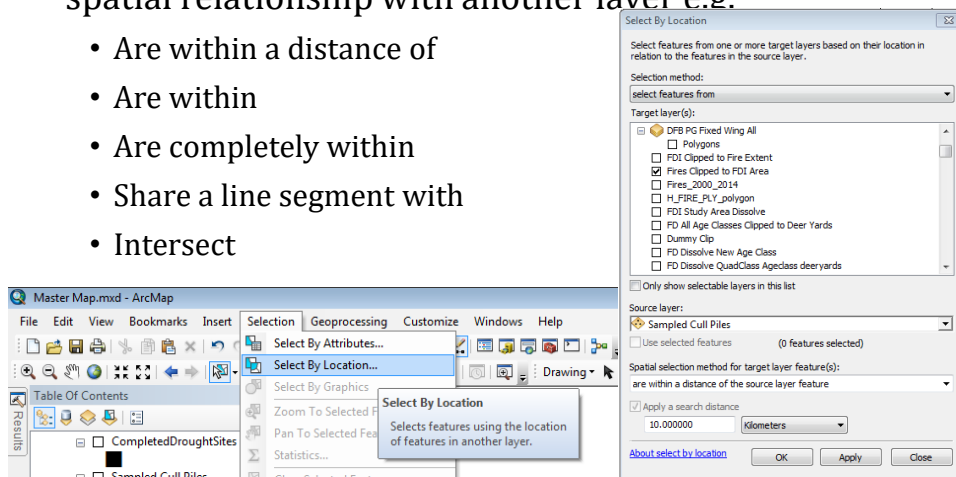 spatial relationship with another layer e.g.
• Are within a distance of
• Are within
• Are completely within
• Share a line segment with
• Intersect
Master Map.mxd - ArcMap
File Edit View Bookmarks Insert Selection Geoprocessing Customize Windows Help
Select By Attributes...
Select By Location...
Select By Graphics
Zoom To Selected F
Pan To Selected Fea
Statistics...
Drawing
Select By Location
Selects features using the location
of features in another layer.
Table Of Contents
Results
CompletedDroughtSites
Sampled Cull Piles
Select By Location
Select features from one or more target layers based on their location in
relation to the features in the source layer.
Selection method:
select features from
Target layer(s):
DFB PG Fixed Wing All
Polygons
FDI Clipped to Fire Extent
Fires Clipped to FDI Area
Fires_2000_2014
H_FIRE_PLY_polygon
FDI Study Area Dissolve
FD All Age Classes Clipped to Deer Yards
Dummy Clip
FD Dissolve New Age Class
FD Dissolve QuadClass Ageclass deeryards
Only show selectable layers in this list
Source layer:
Sampled Cull Piles
Use selected features (0 features selected)
Spatial selection method for target layer feature(s):
are within a distance of the source layer feature
Apply a search distance
10.000000 Kilometers
About select by location OK Apply Close